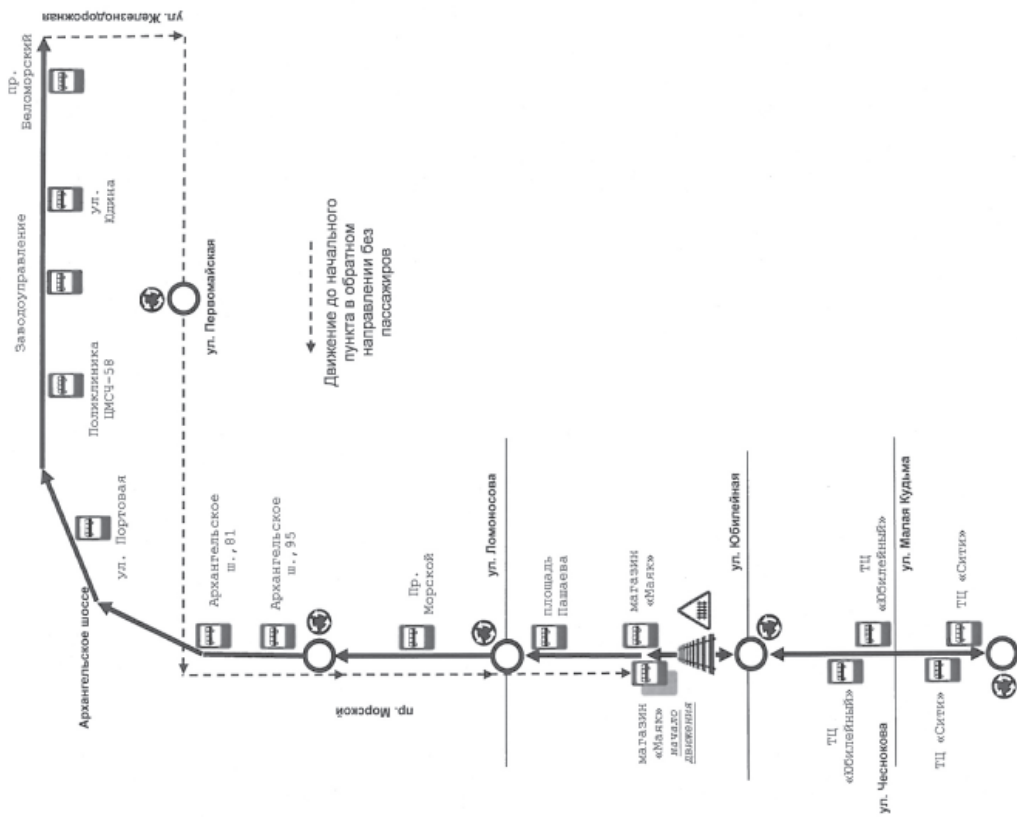 ул. Железнодорожная
пр.
Беломорский
Заводоуправление
ул.
Юдина
Поликлиника
ЦМСЧ-58
ул. Первомайская
Движение до начального
пункта в обратном
направлении без
пассажиров
ул. Портовая
Архангельское шоссе
Архангельское
ш.,81
Архангельское
ш.,95
Пр.
Морской
пр. Морской
ул. Ломоносова
площадь
Пашаева
магазин
«Маяк»
магазин
«Маяк»
начало
движения
ул. Юбилейная
ТЦ
«Юбилейный»
ТЦ
«Юбилейный»
ул. Малая Кудьма
ул. Чеснокова
ТЦ «Сити»
ТЦ «Сити»